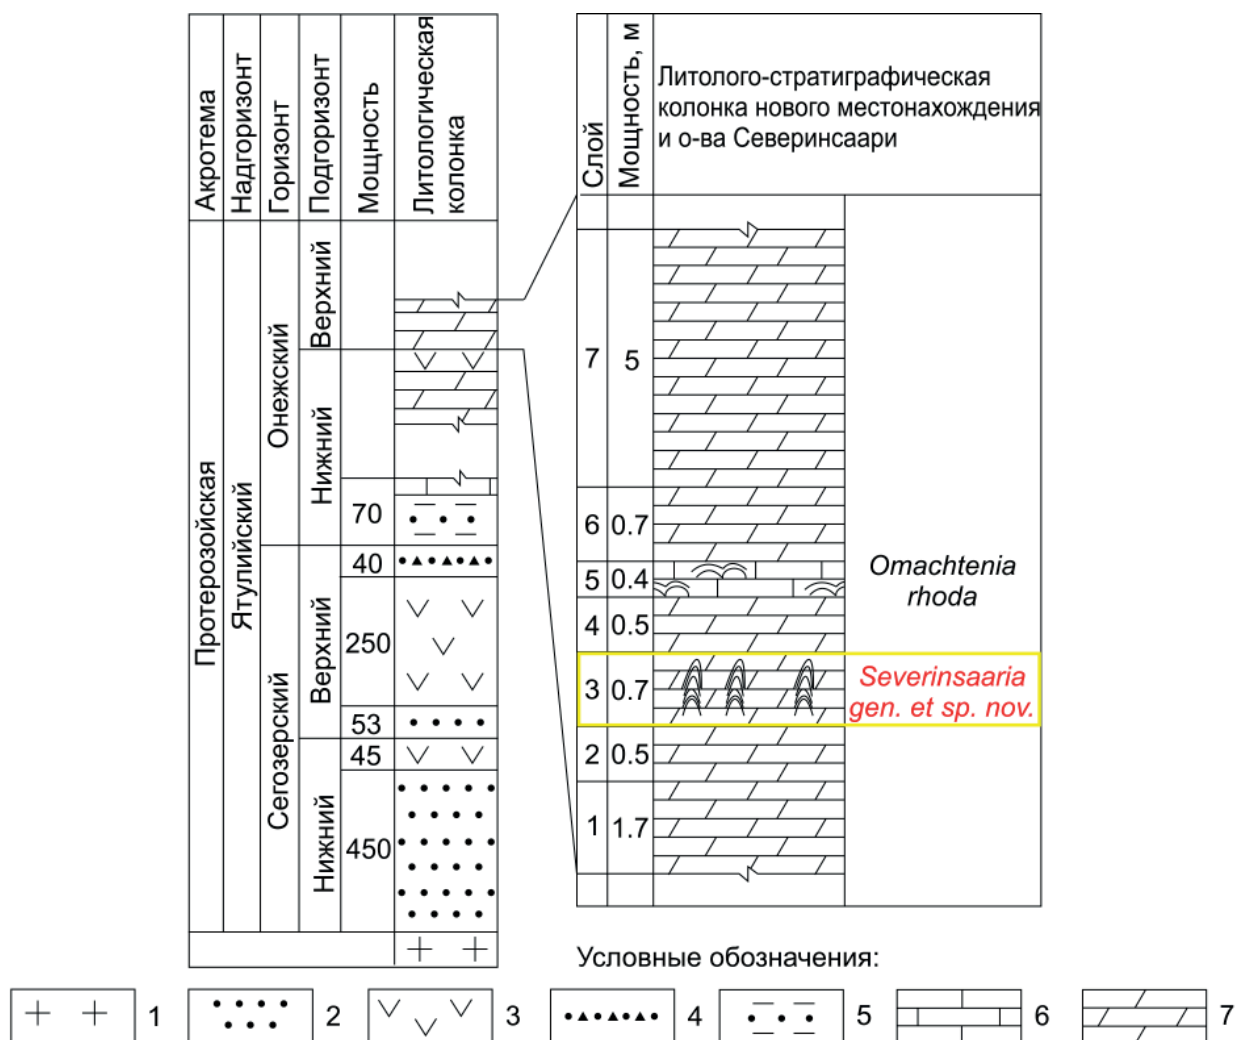 Акротема
Надгоризонт
Горизонт
Подгоризонт
Мощность
Литологическая
колонка
Протерозойская
Ятулийский
Онежский
Сегозерский
Верхний
Нижний
Верхний
Нижний
70
40
250
53
45
450
Слой
Мощность, м
Литолого-стратиграфическая
колонка нового местонахождения
и о-ва Северинсаари
7 5
6 0.7
5 0.4
4 0.5
3 0.7
2 0.5
1 1.7
Omachtenia
rhoda
Severinsaaria
gen. et sp. nov.
Условные обозначения:
1 2 3 4 5 6 7